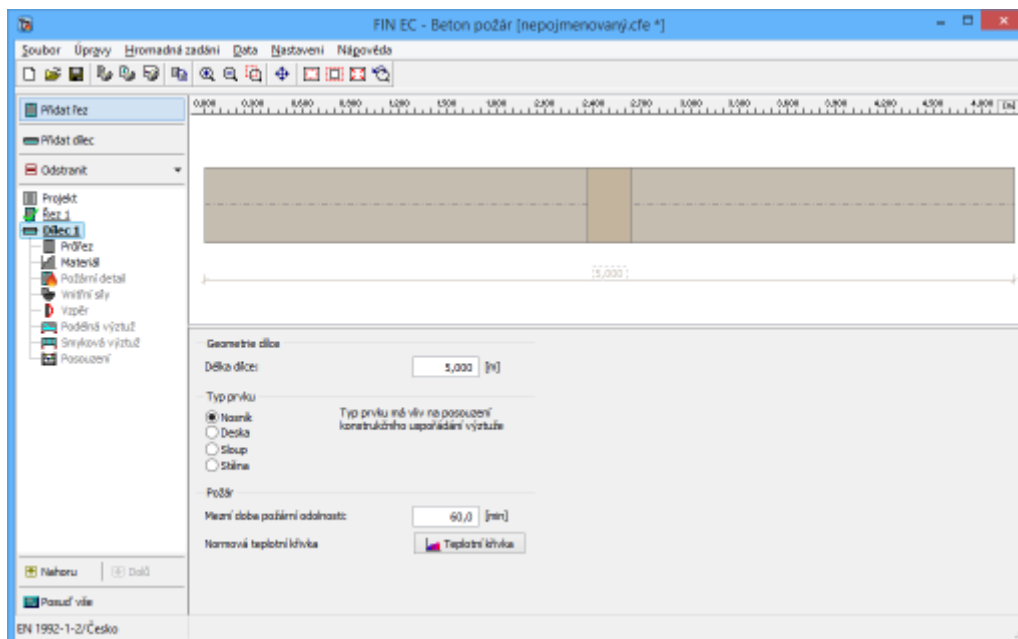 FIN EC - Beton požár [nepojmenovaný.cfe *]
Soubor Úpravy Hromadná zadání Data Nastavení Nápověda
Přidat řez
Přidat dílec
Odstranit
Projekt
Řez 1
Dílec 1
Průřez
Materiál
Požární detail
Vnitřní síly
Vzpěr
Podélná výztuž
Smyková výztuž
Posouzení
Nahoru Dolů
Posuď vše
EN 1992-1-2/Česko
[m]
5,000
Geometrie dílce
Délka dílce: 5,000 [m]
Typ prvku
Nosník
Deska
Sloup
Stěna
Typ prvku má vliv na posouzení
konstrukčního uspořádání výztuže
Požár
Mezní doba požární odolnosti: 60,0 [min]
Normová teplotní křivka Teplotní křivka